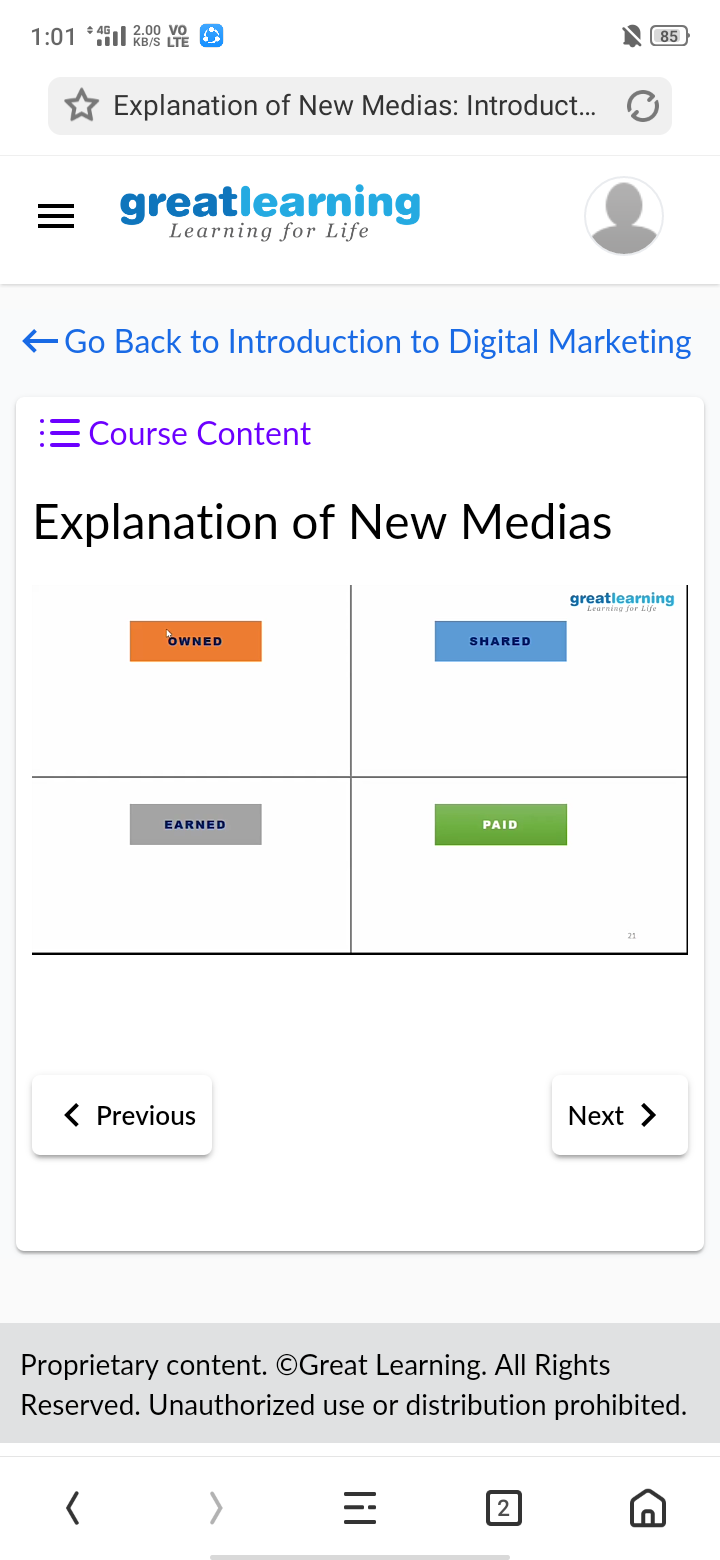 1:01 4G 2.00 KB/S VO LTE 85
Explanation of New Medias: Introduct...
greatlearning
Learning for Life
Go Back to Introduction to Digital Marketing
Course Content
Explanation of New Medias
greatlearning
Learning for Life
OWNED SHARED
EARNED PAID
21
Previous Next
Proprietary content. ©Great Learning. All Rights
Reserved. Unauthorized use or distribution prohibited.
2